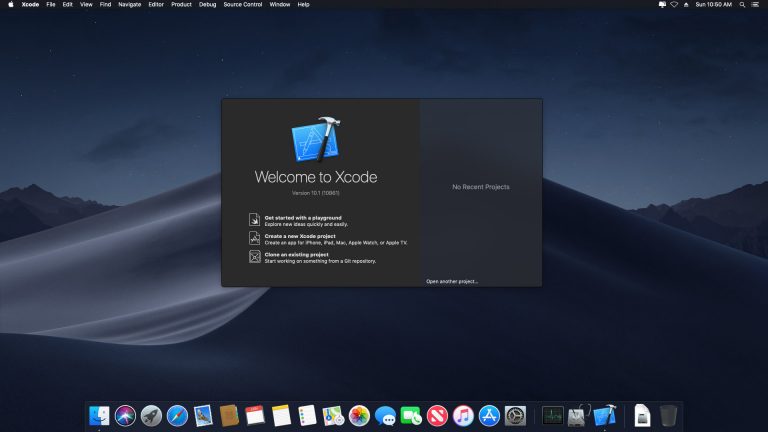 Xcode File Edit View Find Navigate Editor Product Debug Source Control Window Help
Sun 10:50 AM
Welcome to Xcode
Version 10.1 (10B61)
Get started with a playground
Explore new ideas quickly and easily.
Create a new Xcode project
Create an app for iPhone, iPad, Mac, Apple Watch, or Apple TV.
Clone an existing project
Start working on something from a Git repository.
No Recent Projects
Open another project...